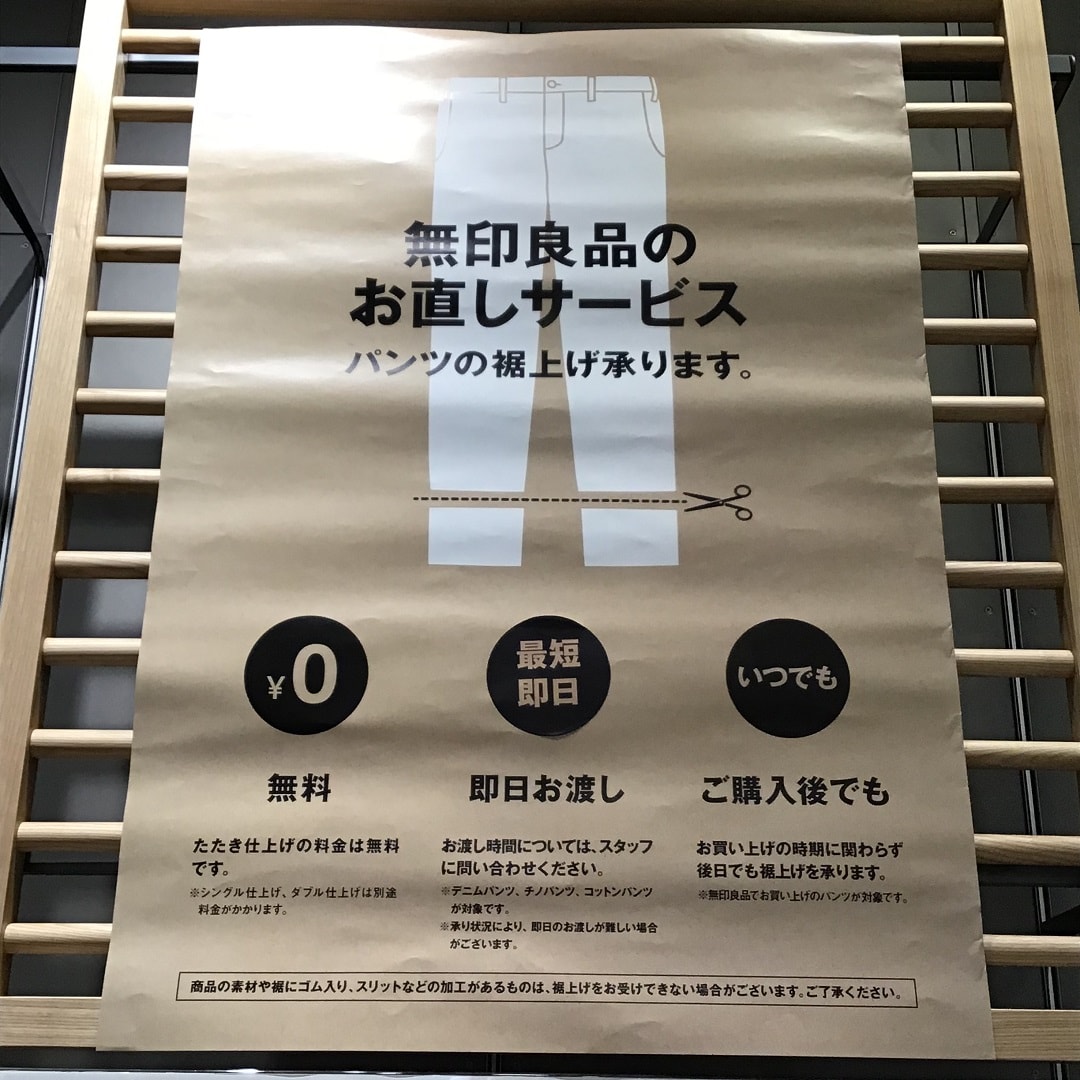 無印良品の
お直しサービス
パンツの裾上げ承ります。
¥0
最短
即日
いつでも
無料
たたき仕上げの料金は無料
です。
※シングル仕上げ、ダブル仕上げは別途
料金がかかります。
即日お渡し
お渡し時間については、スタッフ
に問い合わせください。
※デニムパンツ、チノパンツ、コットンパンツ
が対象です。
※承り状況により、即日のお渡しが難しい場合
がございます。
ご購入後でも
お買い上げの時期に関わらず
後日でも裾上げを承ります。
※無印良品でお買い上げのパンツが対象です。
商品の素材や裾にゴム入り、スリットなどの加工があるものは、裾上げをお受けできない場合がございます。ご了承ください。